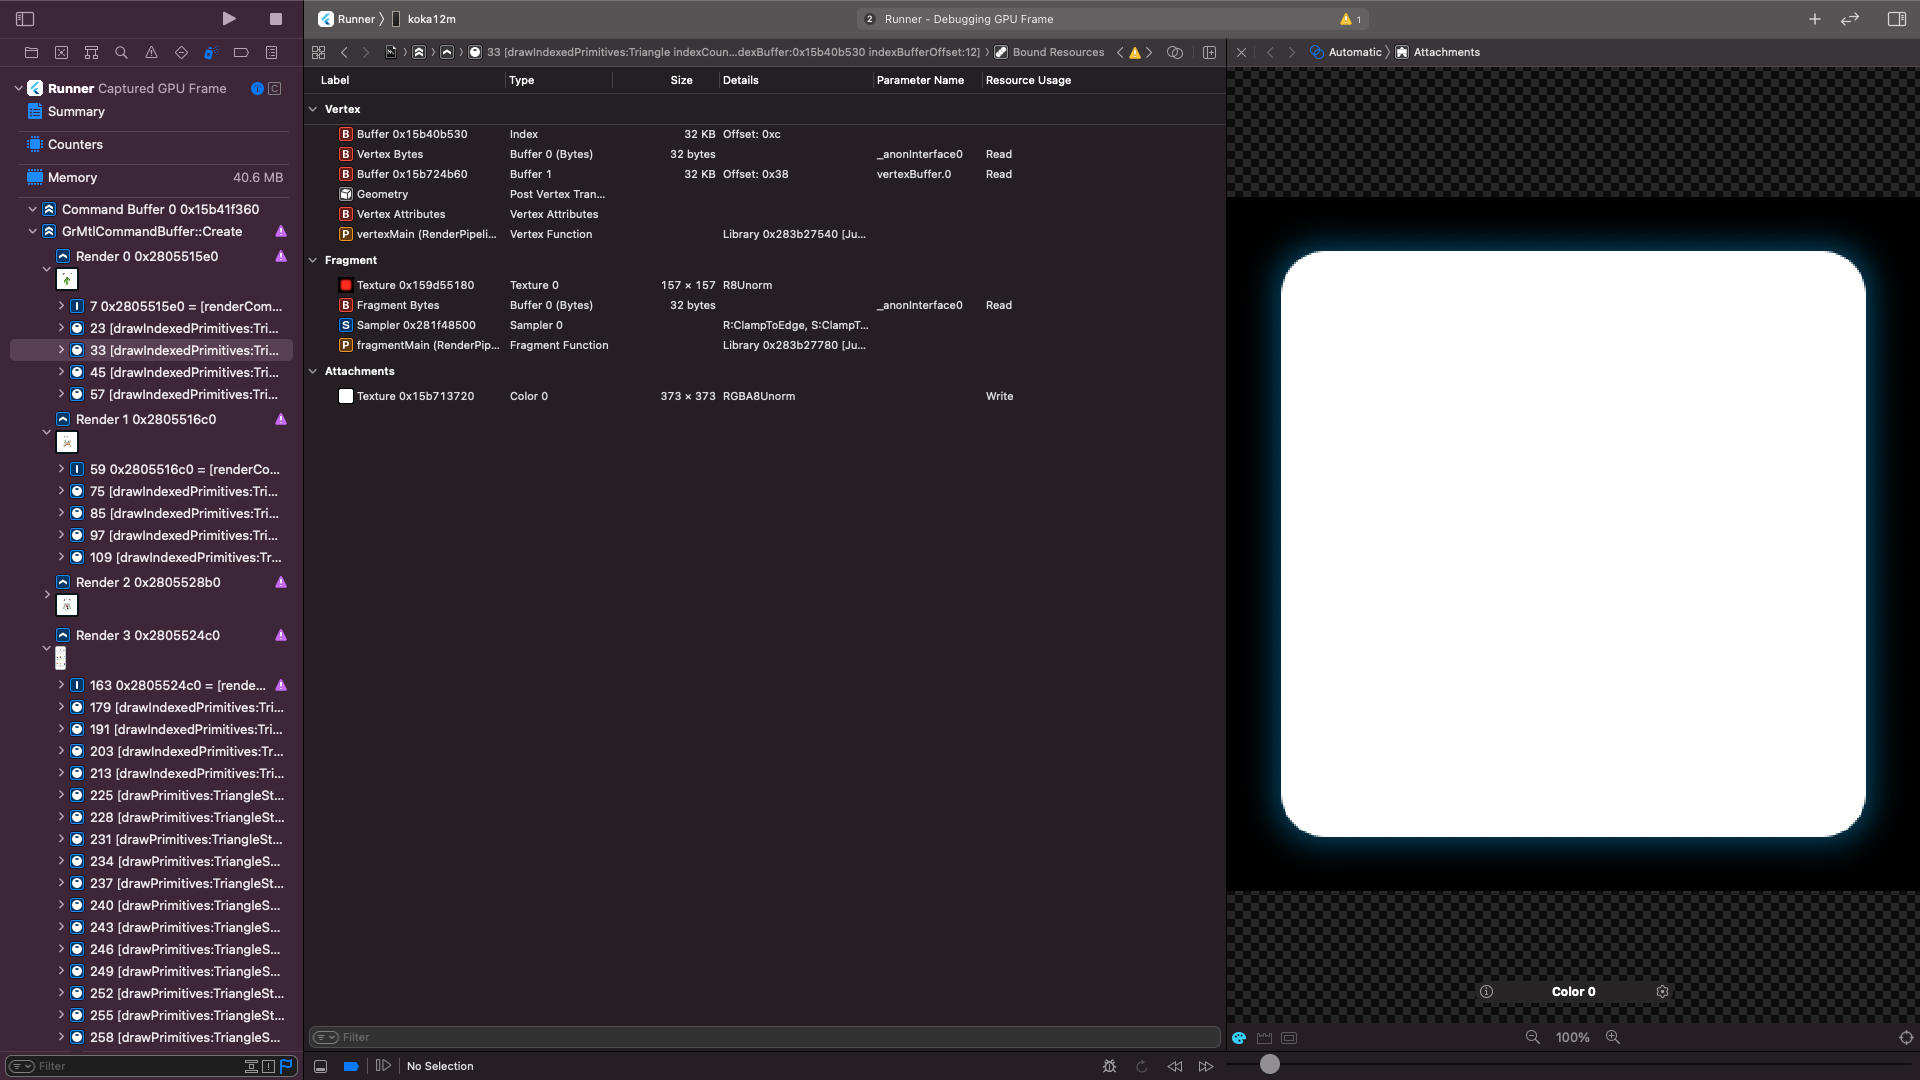 Runner
koka12m
2 Runner - Debugging GPU Frame
1
33 [drawIndexedPrimitives:Triangle indexCoun...dexBuffer:0x15b40b530 indexBufferOffset:12]
Bound Resources
Automatic
Attachments
Runner Captured GPU Frame
C
Summary
Counters
Memory 40.6 MB
Command Buffer 0 0x15b41f360
GrMtlCommandBuffer::Create
Render 0 0x2805515e0
7 0x2805515e0 = [renderCom...
23 [drawIndexedPrimitives:Tri...
33 [drawIndexedPrimitives:Tri...
45 [drawIndexedPrimitives:Tri...
57 [drawIndexedPrimitives:Tri...
Render 1 0x2805516c0
59 0x2805516c0 = [renderCo...
75 [drawIndexedPrimitives:Tri...
85 [drawIndexedPrimitives:Tri...
97 [drawIndexedPrimitives:Tri...
109 [drawIndexedPrimitives:Tr...
Render 2 0x2805528b0
Render 3 0x2805524c0
163 0x2805524c0 = [rende...
179 [drawIndexedPrimitives:Tri...
191 [drawIndexedPrimitives:Tri...
203 [drawIndexedPrimitives:Tr...
213 [drawIndexedPrimitives:Tri...
225 [drawPrimitives:TriangleSt...
228 [drawPrimitives:TriangleSt...
231 [drawPrimitives:TriangleSt...
234 [drawPrimitives:TriangleS...
237 [drawPrimitives:TriangleSt...
240 [drawPrimitives:TriangleS...
243 [drawPrimitives:TriangleS...
246 [drawPrimitives:TriangleS...
249 [drawPrimitives:TriangleS...
252 [drawPrimitives:TriangleSt...
255 [drawPrimitives:TriangleSt...
258 [drawPrimitives:TriangleS...
Filter
Label Type Size Details Parameter Name Resource Usage
Vertex
B Buffer 0x15b40b530 Index 32 KB Offset: 0xc
B Vertex Bytes Buffer 0 (Bytes) 32 bytes _anonInterface0 Read
B Buffer 0x15b724b60 Buffer 1 32 KB Offset: 0x38 vertexBuffer.0 Read
Geometry Post Vertex Tran...
B Vertex Attributes Vertex Attributes
P vertexMain (RenderPipeli... Vertex Function Library 0x283b27540 [Ju...
Fragment
Texture 0x159d55180 Texture 0 157 × 157 R8Unorm
B Fragment Bytes Buffer 0 (Bytes) 32 bytes _anonInterface0 Read
S Sampler 0x281f48500 Sampler 0 R:ClampToEdge, S:ClampT...
P fragmentMain (RenderPip... Fragment Function Library 0x283b27780 [Ju...
Attachments
Texture 0x15b713720 Color 0 373 × 373 RGBA8Unorm Write
Filter
No Selection
Color 0
100%